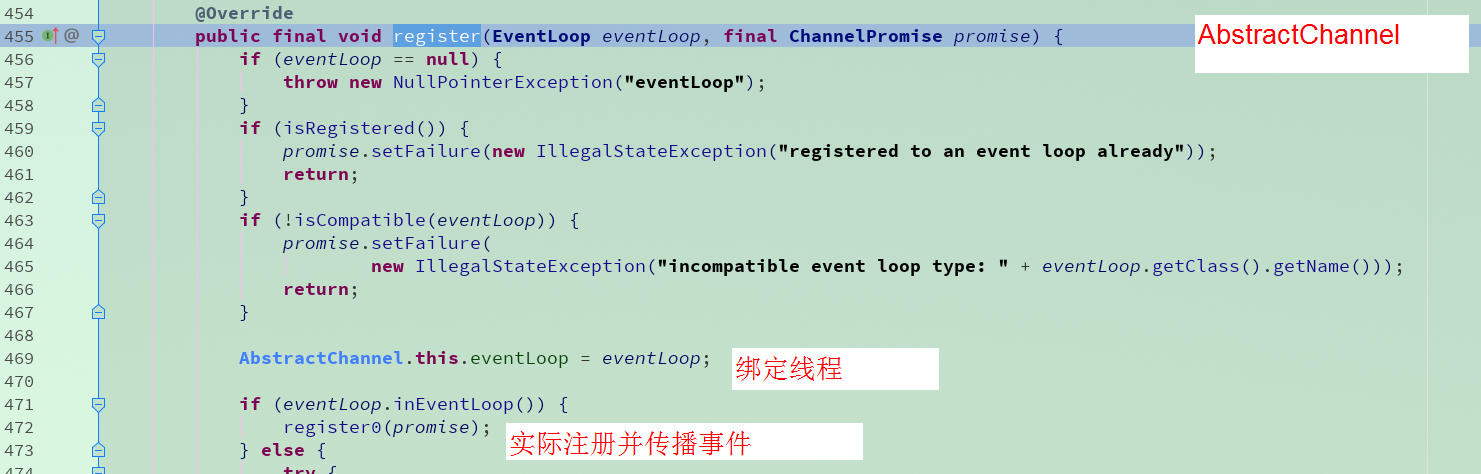 454 @Override
455 public final void register(EventLoop eventLoop, final ChannelPromise promise) { AbstractChannel
456 if (eventLoop == null) {
457 throw new NullPointerException("eventLoop");
458 }
459 if (isRegistered()) {
460 promise.setFailure(new IllegalStateException("registered to an event loop already"));
461 return;
462 }
463 if (!isCompatible(eventLoop)) {
464 promise.setFailure(
465 new IllegalStateException("incompatible event loop type: " + eventLoop.getClass().getName()));
466 return;
467 }
468
469 AbstractChannel.this.eventLoop = eventLoop; 绑定线程
470
471 if (eventLoop.inEventLoop()) {
472 register0(promise); 实际注册并传播事件
473 } else {
474 try {